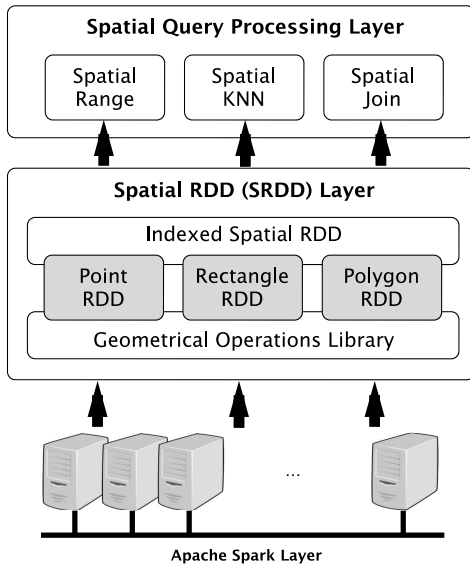 Spatial Query Processing Layer
Spatial
Range
Spatial
KNN
Spatial
Join
Spatial RDD (SRDD) Layer
Indexed Spatial RDD
Point
RDD
Rectangle
RDD
Polygon
RDD
Geometrical Operations Library
...
Apache Spark Layer